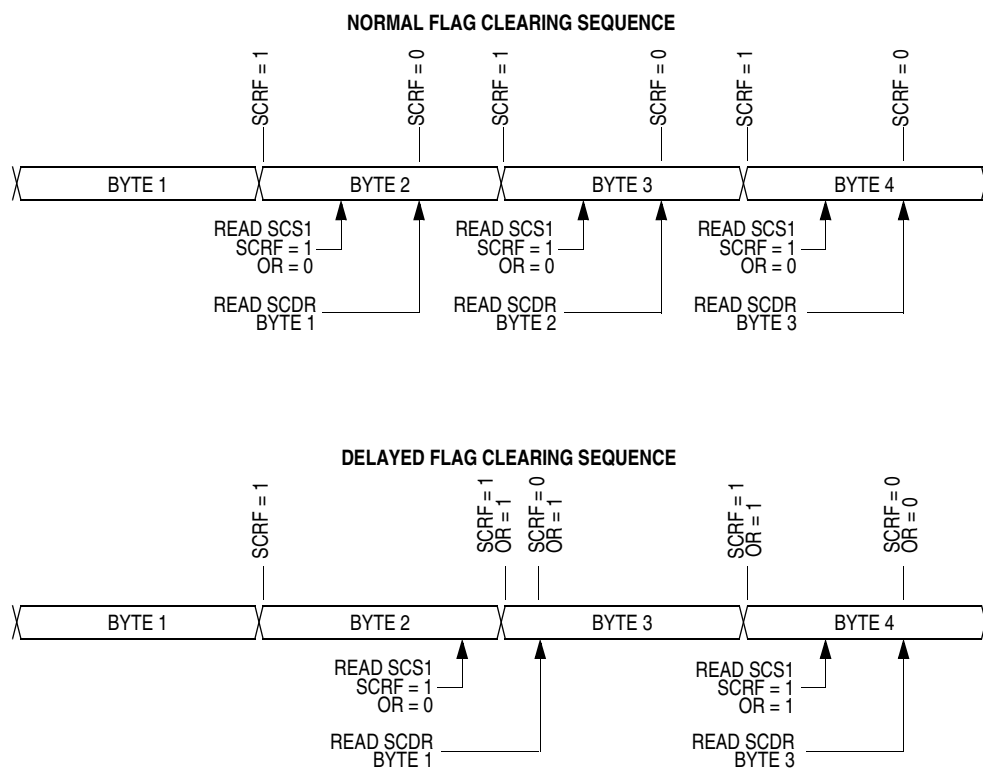 NORMAL FLAG CLEARING SEQUENCE
SCRF = 1
SCRF = 0
SCRF = 1
SCRF = 0
SCRF = 1
SCRF = 0
BYTE 1
BYTE 2
BYTE 3
BYTE 4
READ SCS1
SCRF = 1
OR = 0
READ SCS1
SCRF = 1
OR = 0
READ SCS1
SCRF = 1
OR = 0
READ SCDR
BYTE 1
READ SCDR
BYTE 2
READ SCDR
BYTE 3
DELAYED FLAG CLEARING SEQUENCE
SCRF = 1
SCRF = 1
OR = 1
SCRF = 0
OR = 1
SCRF = 1
OR = 1
SCRF = 0
OR = 0
BYTE 1
BYTE 2
BYTE 3
BYTE 4
READ SCS1
SCRF = 1
OR = 0
READ SCS1
SCRF = 1
OR = 1
READ SCDR
BYTE 1
READ SCDR
BYTE 3